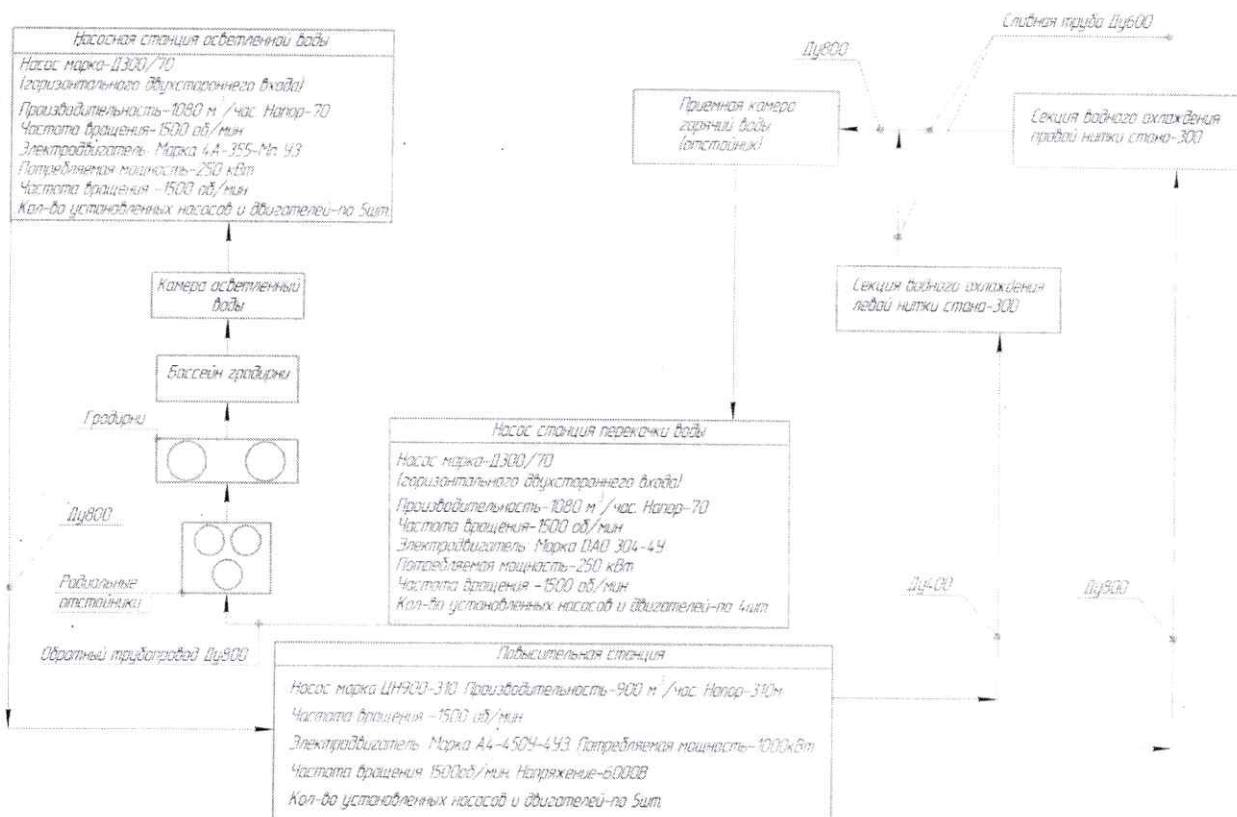 Насосная станция осветленной воды
Насос марка-Д300/70
(горизонтального двухстороннего входа)
Производительность-1080 м³/час. Напор-70
Частота вращения-1500 об/мин
Электродвигатель: Марка 4А-355-Мп УЗ
Потребляемая мощность-250 кВт
Частота вращения -1500 об/мин
Кол-во установленных насосов и двигателей-по 5шт.
Камера осветленный
воды
Бассейн градирни
Градирни
Ду800
Радиальные
отстойники
Обратный трубопровод Ду800
Сливная труба Ду600
Ду800
Приемная камера
горячий воды
(отстойник)
Секция водного охлаждения
правой нитки стана-300
Секция водного охлаждения
левой нитки стана-300
Насос станция перекачки воды
Насос марка-Д300/70
(горизонтального двухстороннего входа)
Производительность-1080 м³/час. Напор-70
Частота вращения-1500 об/мин
Электродвигатель: Марка DAO 304-4У
Потребляемая мощность-250 кВт
Частота вращения -1500 об/мин
Кол-во установленных насосов и двигателей-по 4шт.
Ду400
Ду900
Повысительная станция
Насос марка ЦН900-310. Производительность-900 м³/час. Напор-310м
Частота вращения -1500 об/мин
Электродвигатель: Марка А4-450У-4УЗ. Потребляемая мощность-1000кВт
Частота вращения 1500об/мин. Напряжение-6000В
Кол-во установленных насосов и двигателей-по 5шт.